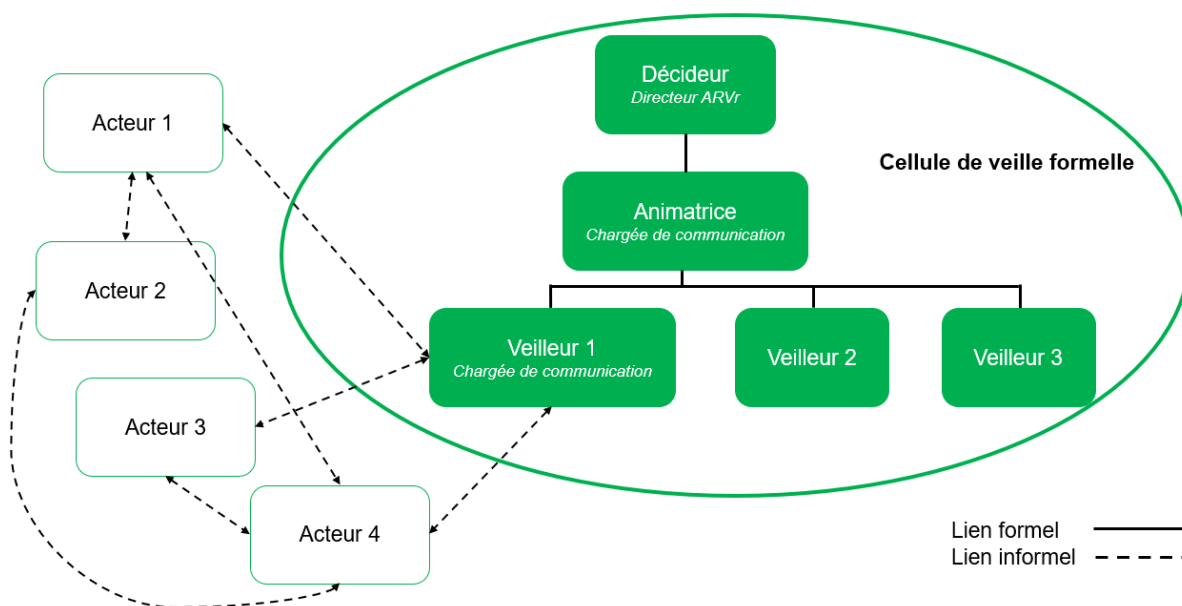 Décideur
Directeur ARVr
Acteur 1
Cellule de veille formelle
Animatrice
Chargée de communication
Acteur 2
Veilleur 1
Chargée de communication
Veilleur 2
Veilleur 3
Acteur 3
Acteur 4
Lien formel
Lien informel